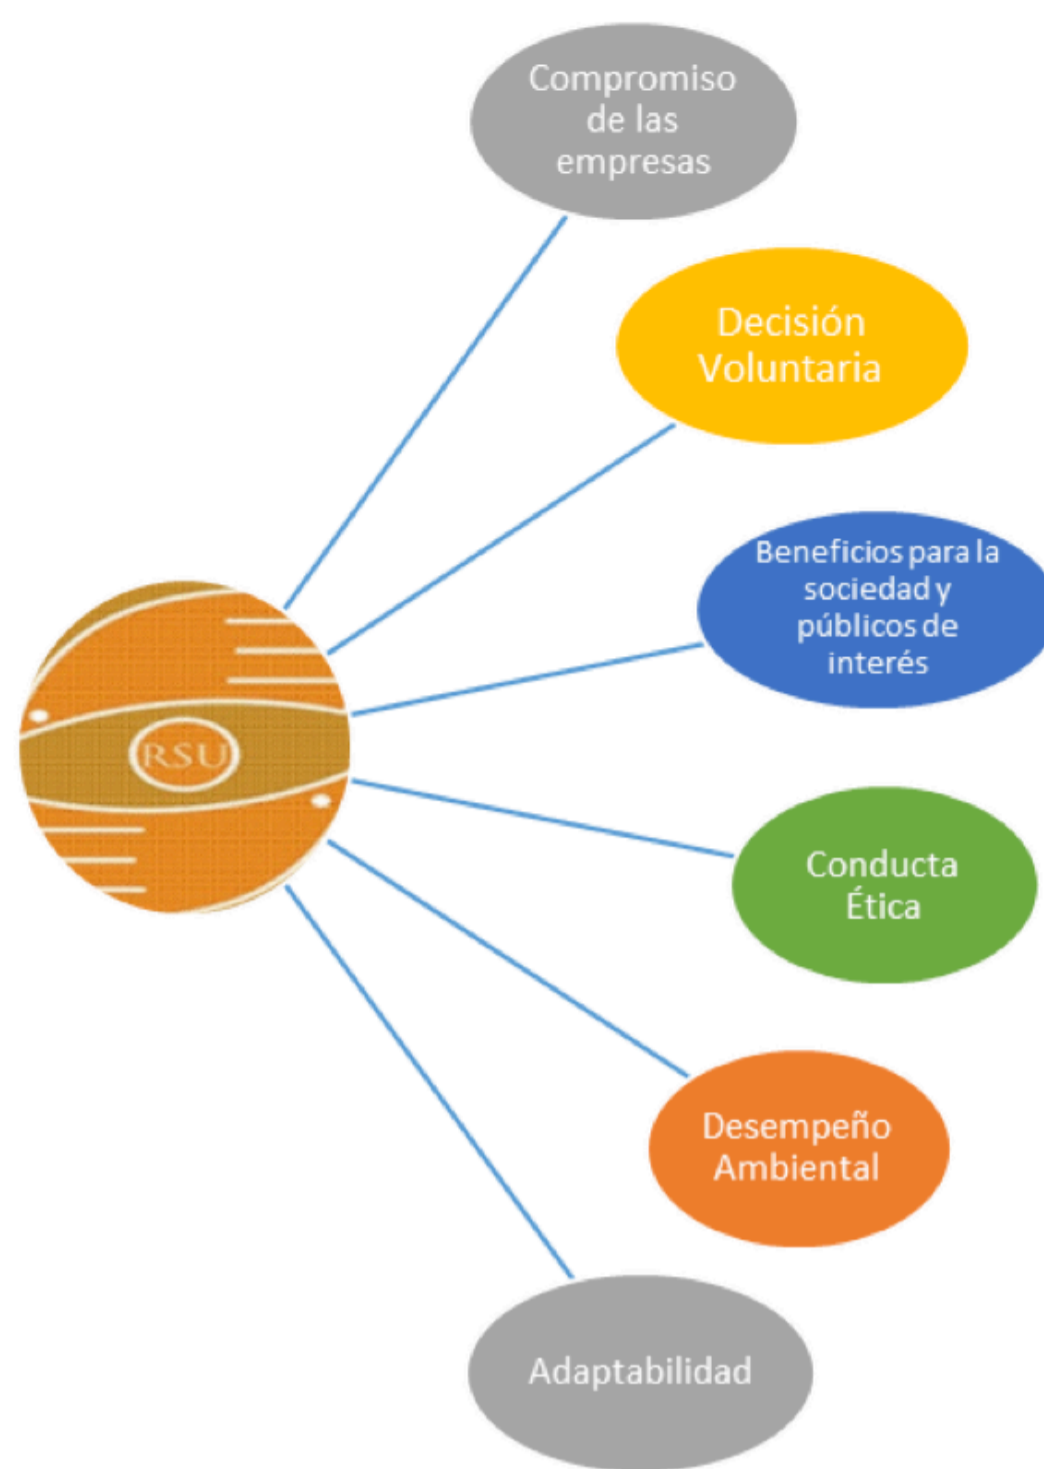 Compromiso
de las
empresas
Decisión
Voluntaria
Beneficios para la
sociedad y
públicos de
interés
RSU
Conducta
Ética
Desempeño
Ambiental
Adaptabilidad